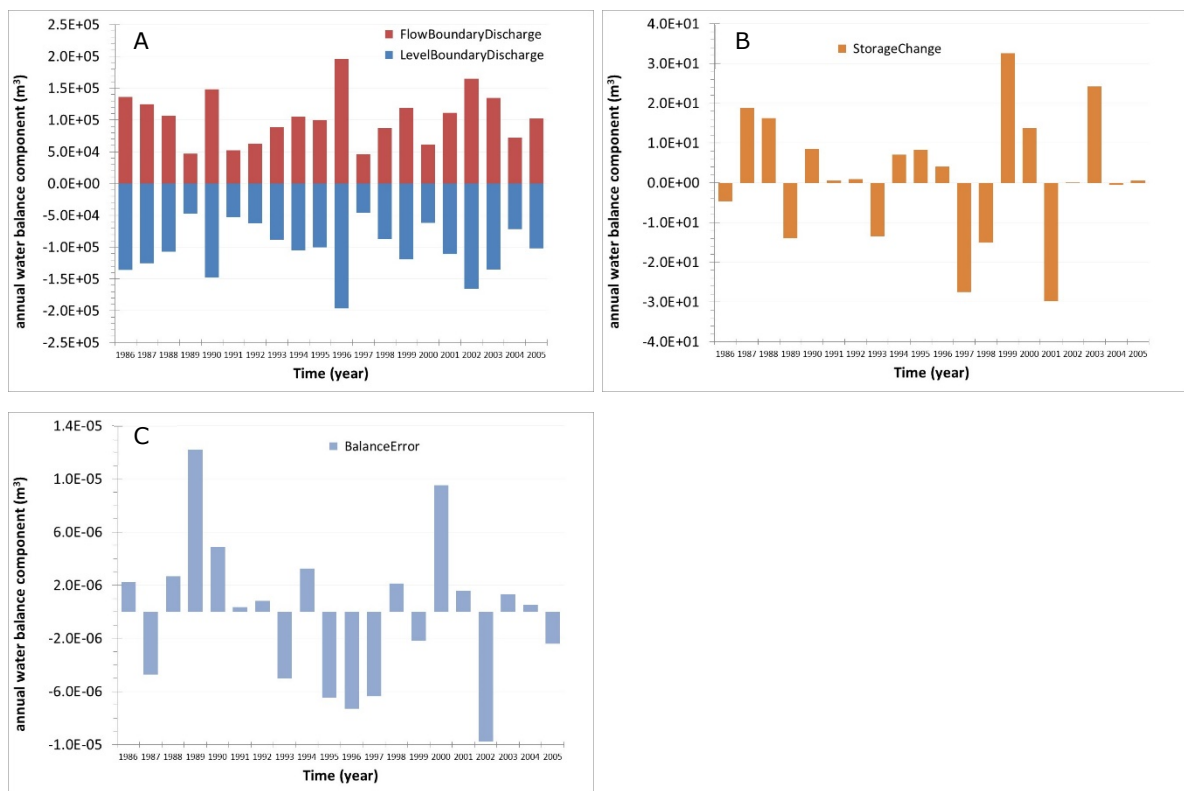 A
FlowBoundaryDischarge
LevelBoundaryDischarge
annual water balance component (m³)
2.5E+05
2.0E+05
1.5E+05
1.0E+05
5.0E+04
0.0E+00
-5.0E+04
-1.0E+05
-1.5E+05
-2.0E+05
-2.5E+05
1986 1987 1988 1989 1990 1991 1992 1993 1994 1995 1996 1997 1998 1999 2000 2001 2002 2003 2004 2005
Time (year)
B
StorageChange
annual water balance component (m³)
4.0E+01
3.0E+01
2.0E+01
1.0E+01
0.0E+00
-1.0E+01
-2.0E+01
-3.0E+01
-4.0E+01
1986 1987 1988 1989 1990 1991 1992 1993 1994 1995 1996 1997 1998 1999 2000 2001 2002 2003 2004 2005
Time (year)
C
BalanceError
annual water balance component (m³)
1.4E-05
1.0E-05
6.0E-06
2.0E-06
-2.0E-06
-6.0E-06
-1.0E-05
1986 1987 1988 1989 1990 1991 1992 1993 1994 1995 1996 1997 1998 1999 2000 2001 2002 2003 2004 2005
Time (year)